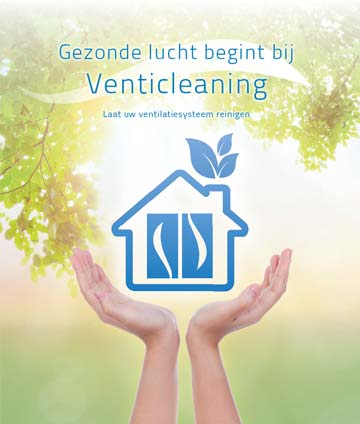 Gezonde lucht begint bij
Venticleaning
Laat uw ventilatiesysteem reinigen